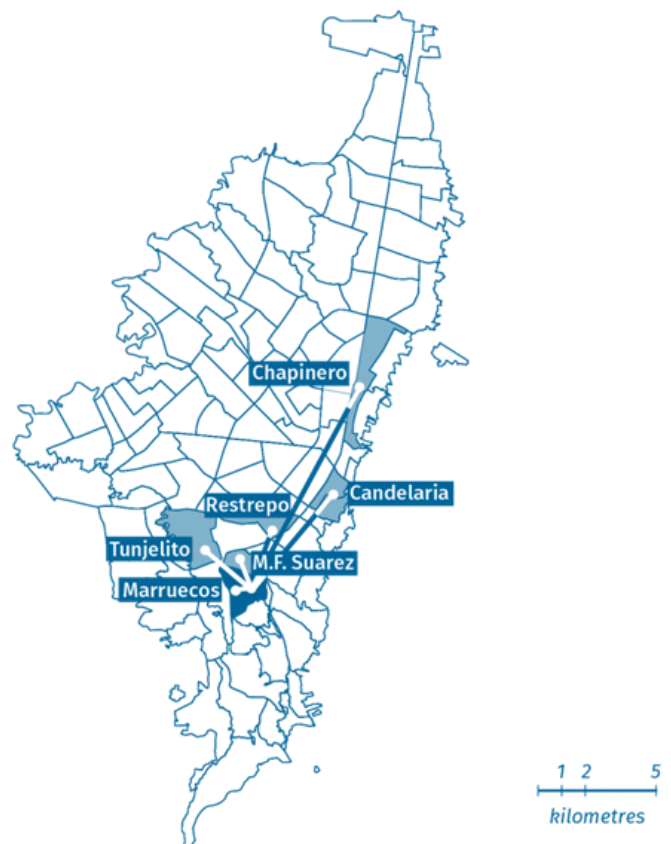 Chapinero
Candelaria
Restrepo
Tunjelito
M.F. Suarez
Marruecos
1 2 5
kilometres